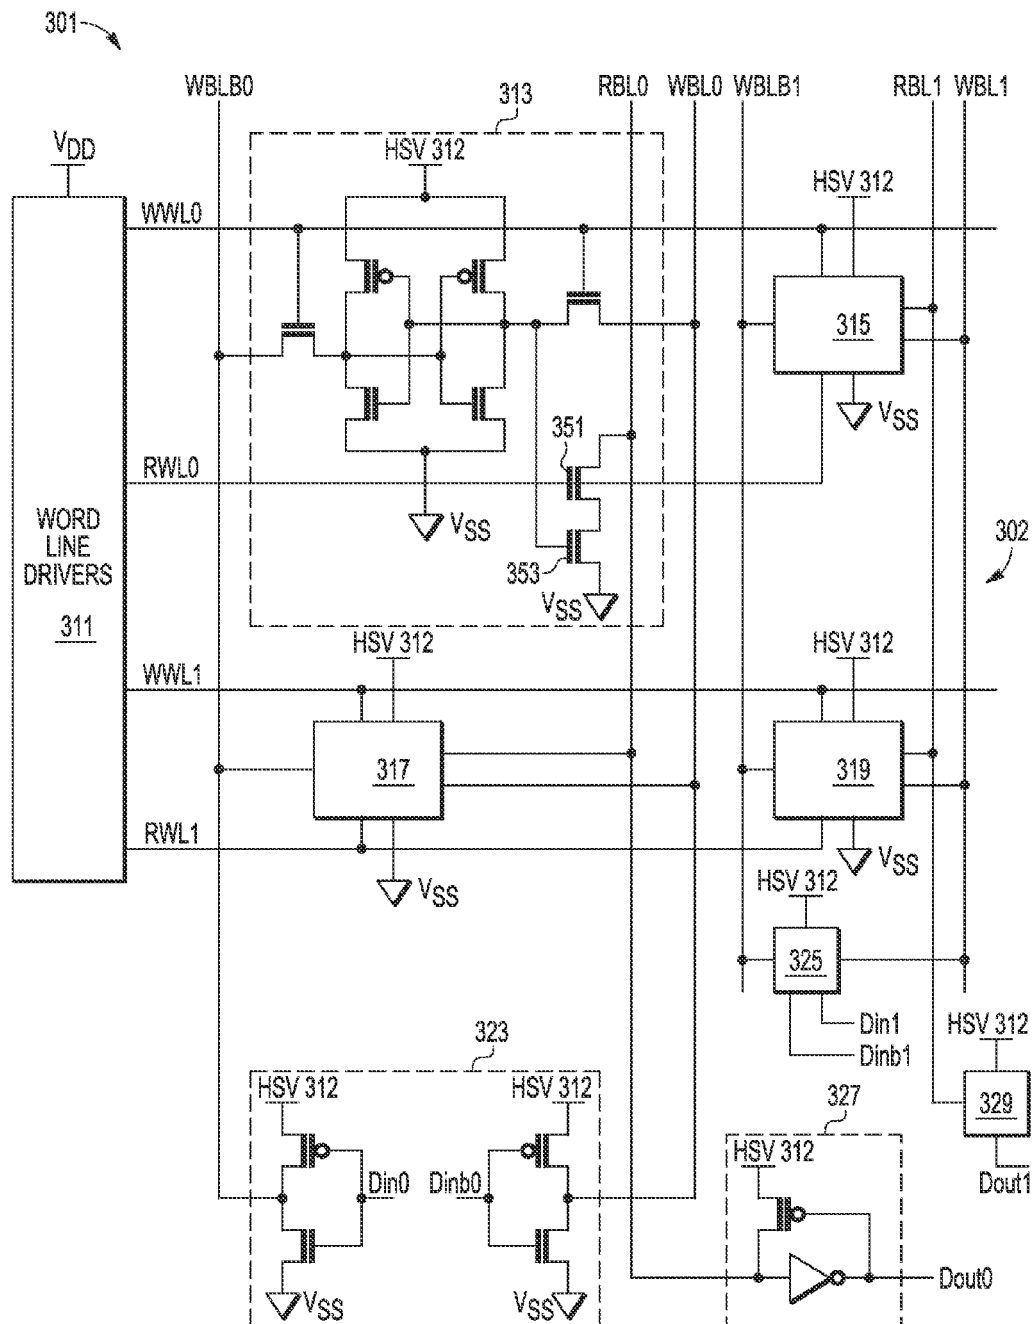 301
WBLB0
313
RBL0
WBL0
WBLB1
RBL1
WBL1
VDD
HSV 312
HSV 312
WWL0
315
VSS
351
RWL0
VSS
WORD
LINE
DRIVERS
311
302
353
VSS
HSV 312
HSV 312
WWL1
317
319
RWL1
VSS
VSS
HSV 312
325
Din1
Dinb1
HSV 312
323
HSV 312
HSV 312
327
329
HSV 312
Din0
Dinb0
Dout1
Dout0
VSS
VSS